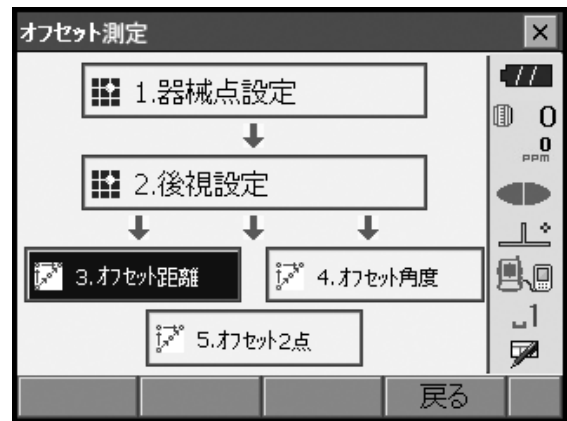 オフセット測定
1.器械点設定
0
0
ppm
2.後視設定
3.オフセット距離
4.オフセット角度
1
5.オフセット2点
戻る